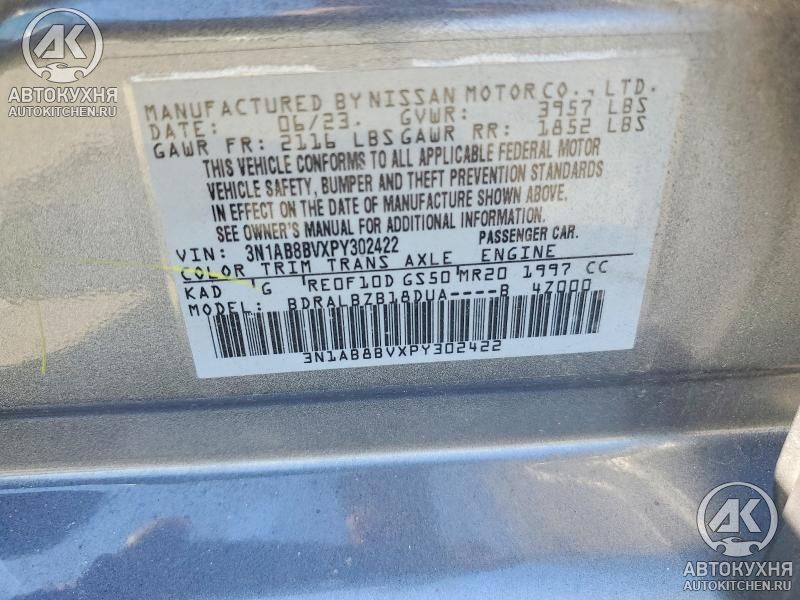 АК
АВТОКУХНЯ
AUTOKITCHEN.RU
MANUFACTURED BY NISSAN MOTOR CO., LTD.
DATE: 06/23. GVWR: 3957 LBS
GAWR FR: 2116 LBS GAWR RR: 1852 LBS
THIS VEHICLE CONFORMS TO ALL APPLICABLE FEDERAL MOTOR
VEHICLE SAFETY, BUMPER AND THEFT PREVENTION STANDARDS
IN EFFECT ON THE DATE OF MANUFACTURE SHOWN ABOVE.
SEE OWNER'S MANUAL FOR ADDITIONAL INFORMATION.
VIN: 3N1AB8BVXPY302422 PASSENGER CAR.
COLOR TRIM TRANS AXLE ENGINE
KAD G RE0F10D GS50 MR20 1997 CC
MODEL: BDRALBZB18DUA----B 4Z000
3N1AB8BVXPY302422
АК
АВТОКУХНЯ
AUTOKITCHEN.RU